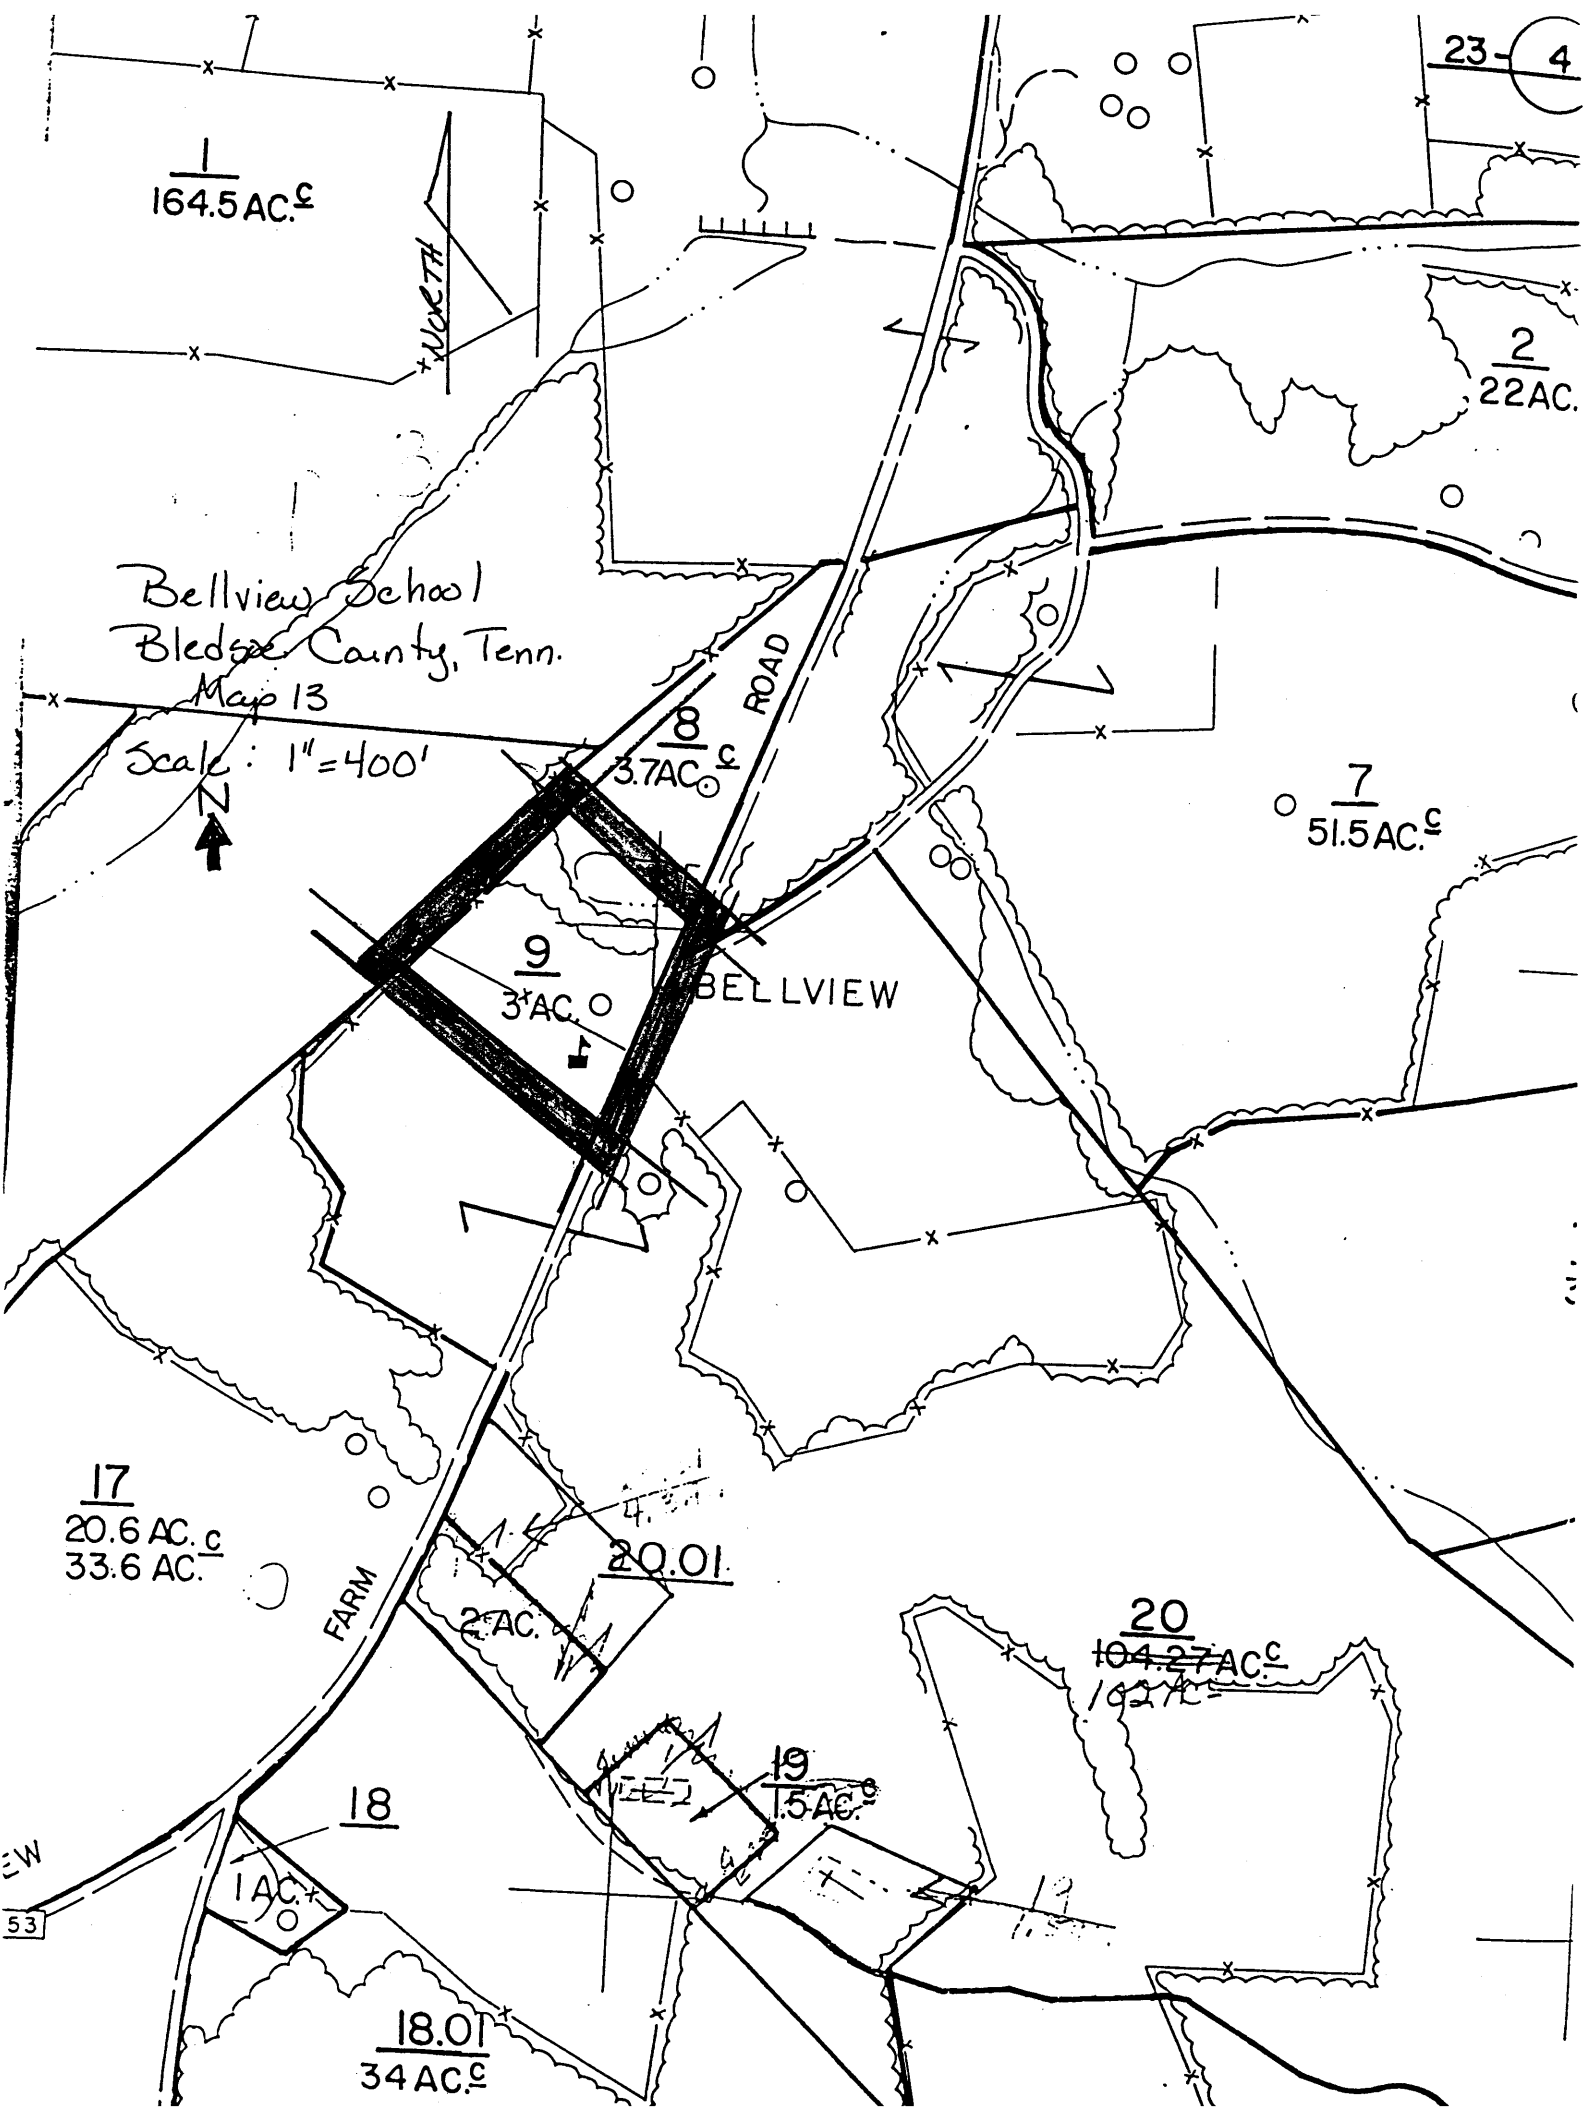 23-4
1
164.5 AC. c
NORTH
2
22 AC.
Bellview School
Bledsoe County, Tenn.
Map 13
Scale: 1"=400'
N
ROAD
8
3.7 AC. c
7
51.5 AC. c
9
3 AC.
BELLVIEW
17
20.6 AC. c
33.6 AC.
FARM
20.01
2 AC.
20
104.27 AC. c
162 AC
19
1.5 AC. c
18
1 AC.
EW
53
18.01
34 AC. c